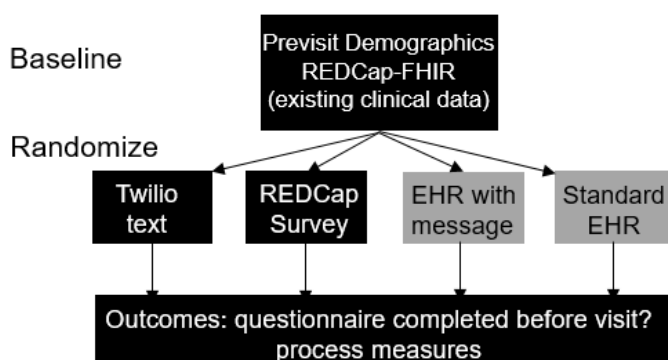 Baseline
Previsit Demographics
REDCap-FHIR
(existing clinical data)
Randomize
Twilio
text
REDCap
Survey
EHR with
message
Standard
EHR
Outcomes: questionnaire completed before visit?
process measures